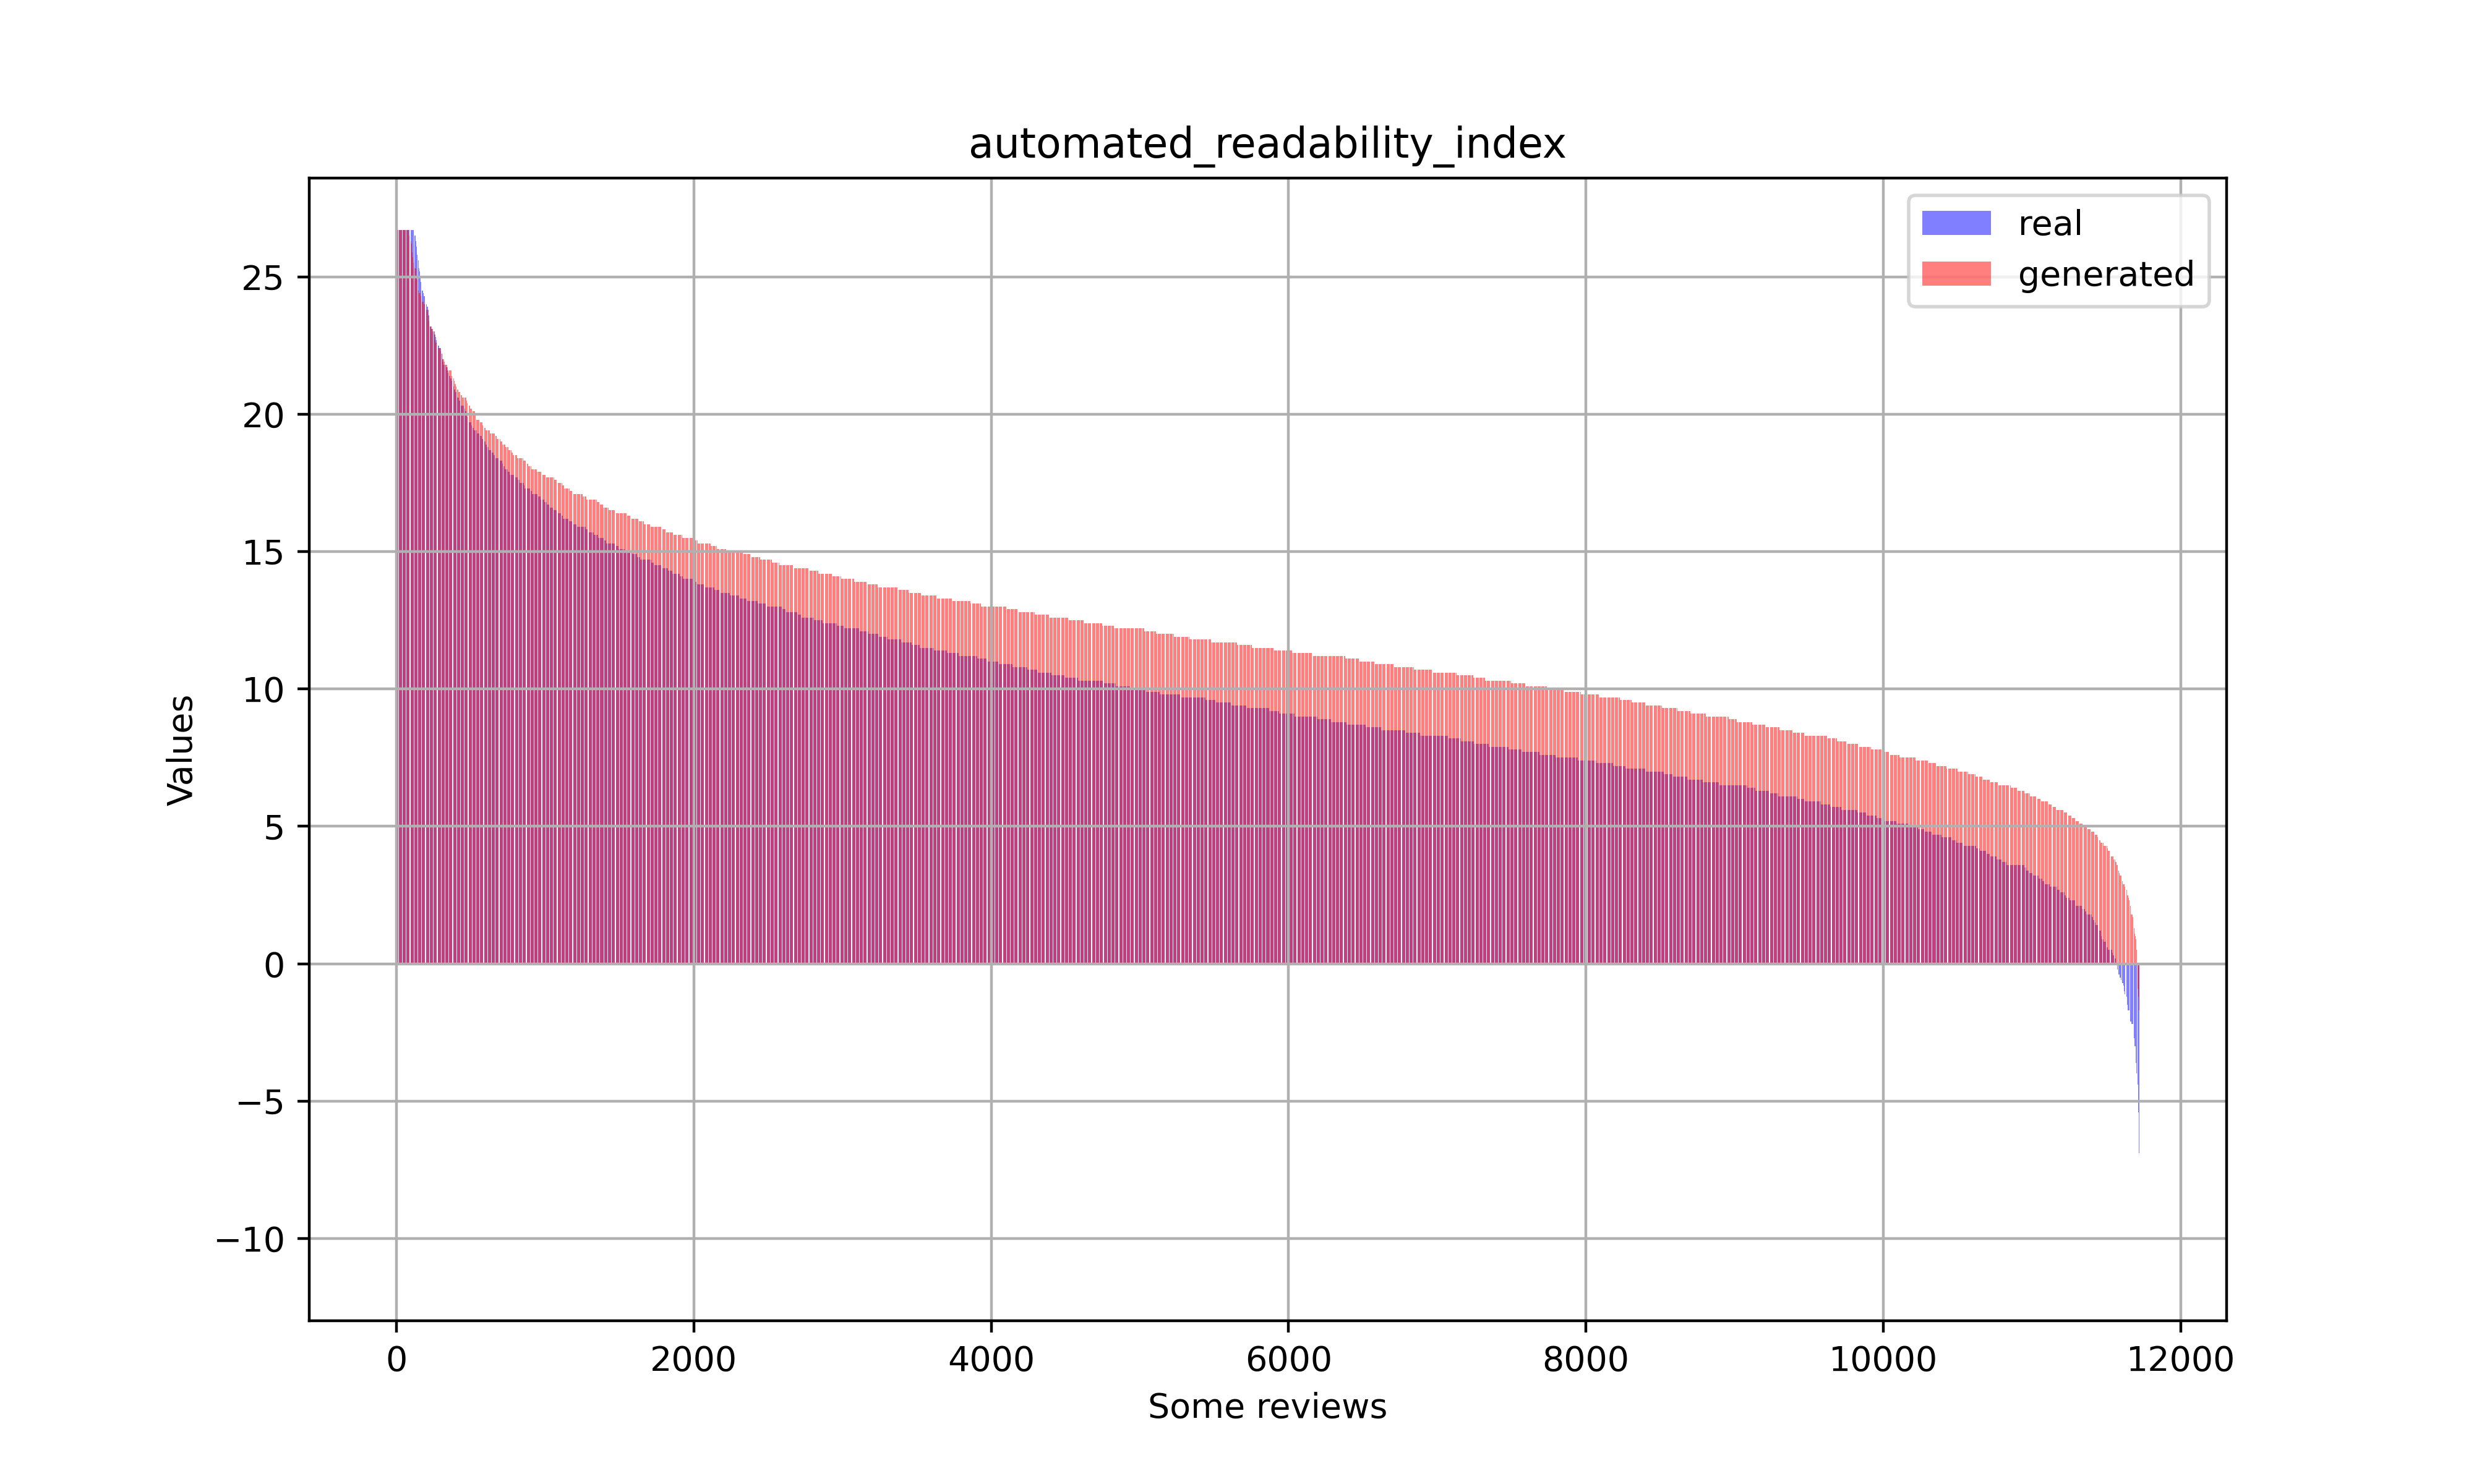 automated_readability_index
real
generated
25
20
15
10
5
0
−5
−10
Values
0 2000 4000 6000 8000 10000 12000
Some reviews